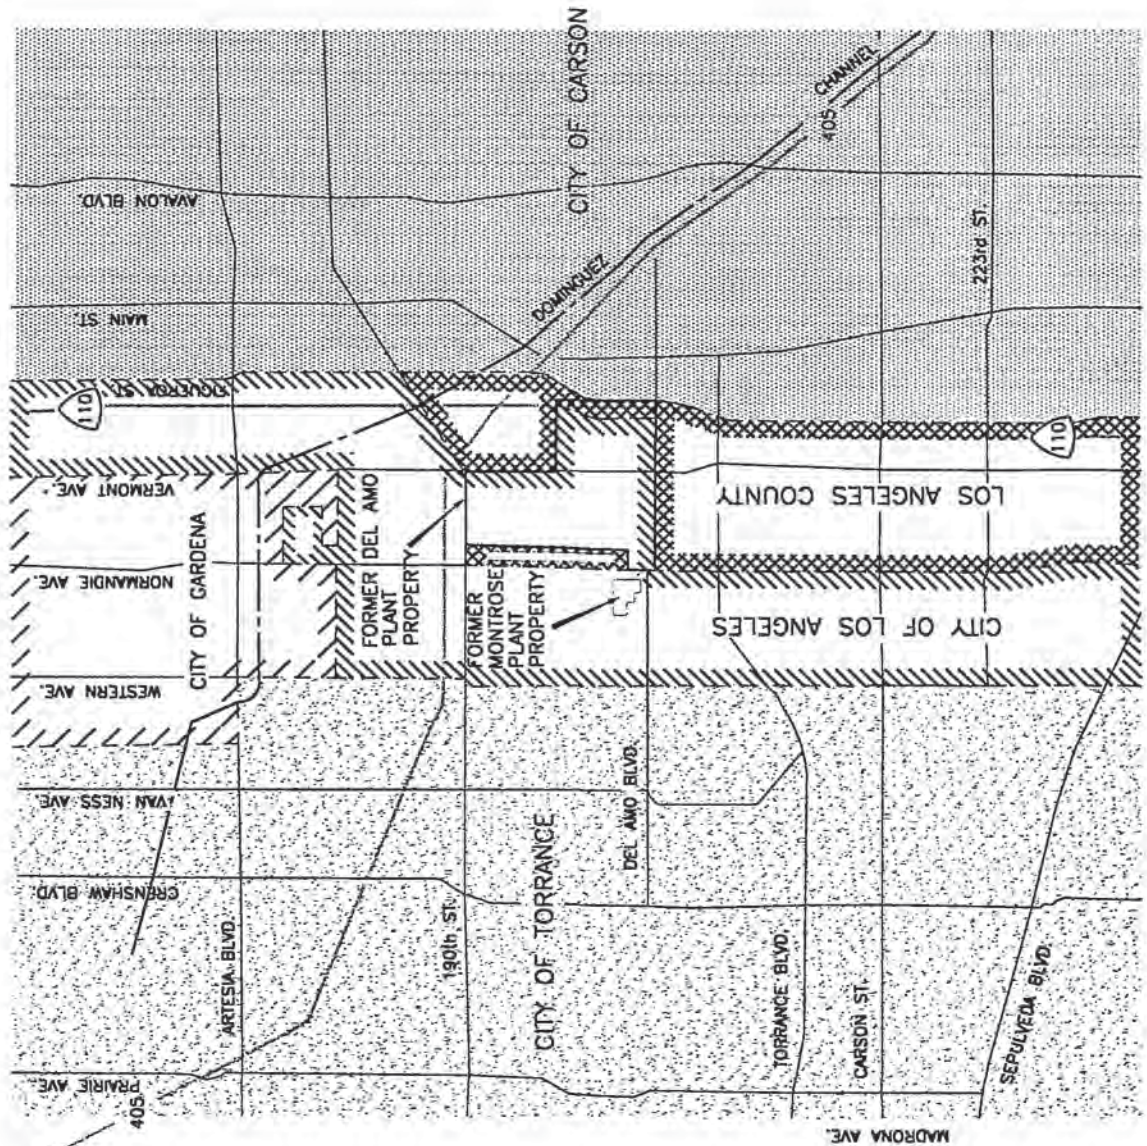 CITY OF CARSON
CHANNEL
405
AVALON BLVD.
DOMINGUEZ
223rd ST.
MAIN ST.
FIGUEROA ST.
110
110
VERMONT AVE.
LOS ANGELES COUNTY
CITY OF GARDENA
FORMER DEL AMO
PLANT
PROPERTY
NORMANDIE AVE.
FORMER
MONTROSE
PLANT
PROPERTY
CITY OF LOS ANGELES
WESTERN AVE.
DEL AMO BLVD.
VAN NESS AVE
CITY OF TORRANCE
CRENSHAW BLVD.
190th ST.
ARTESIA BLVD.
TORRANCE BLVD.
CARSON ST.
SEPULVEDA BLVD.
PRAIRIE AVE
405
MADRONA AVE.